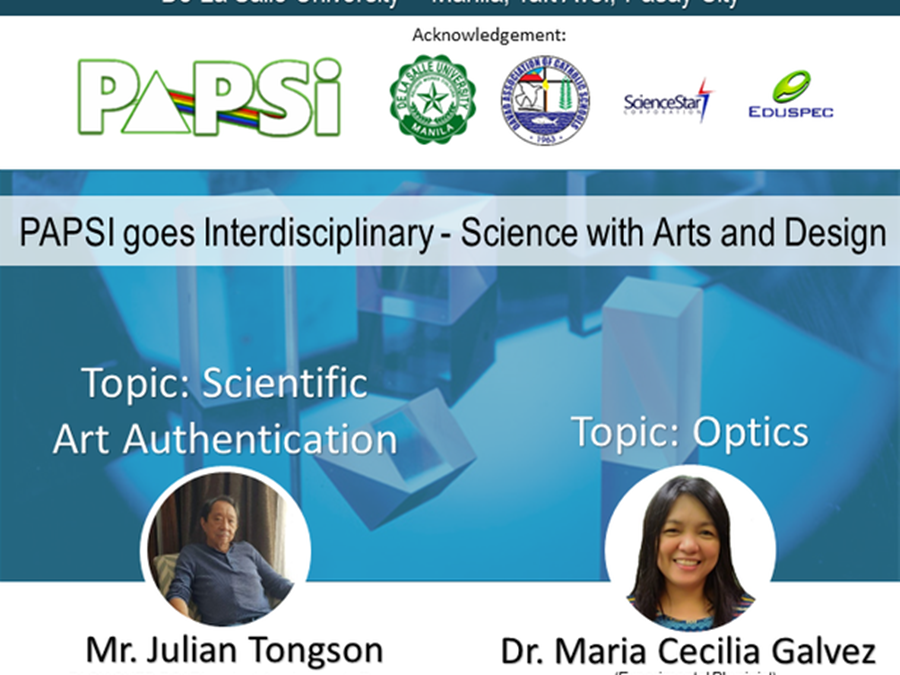 De La Salle University - Manila, Taft Ave., Pasay City
Acknowledgement:
PAPSi
DE LA SALLE UNIVERSITY
MANILA
DAVAO ASSOCIATION OF CATHOLIC SCHOOLS
1963
ScienceStar
CORPORATION
EDUSPEC
PAPSI goes Interdisciplinary - Science with Arts and Design
Topic: Scientific
Art Authentication
Topic: Optics
Mr. Julian Tongson
Dr. Maria Cecilia Galvez